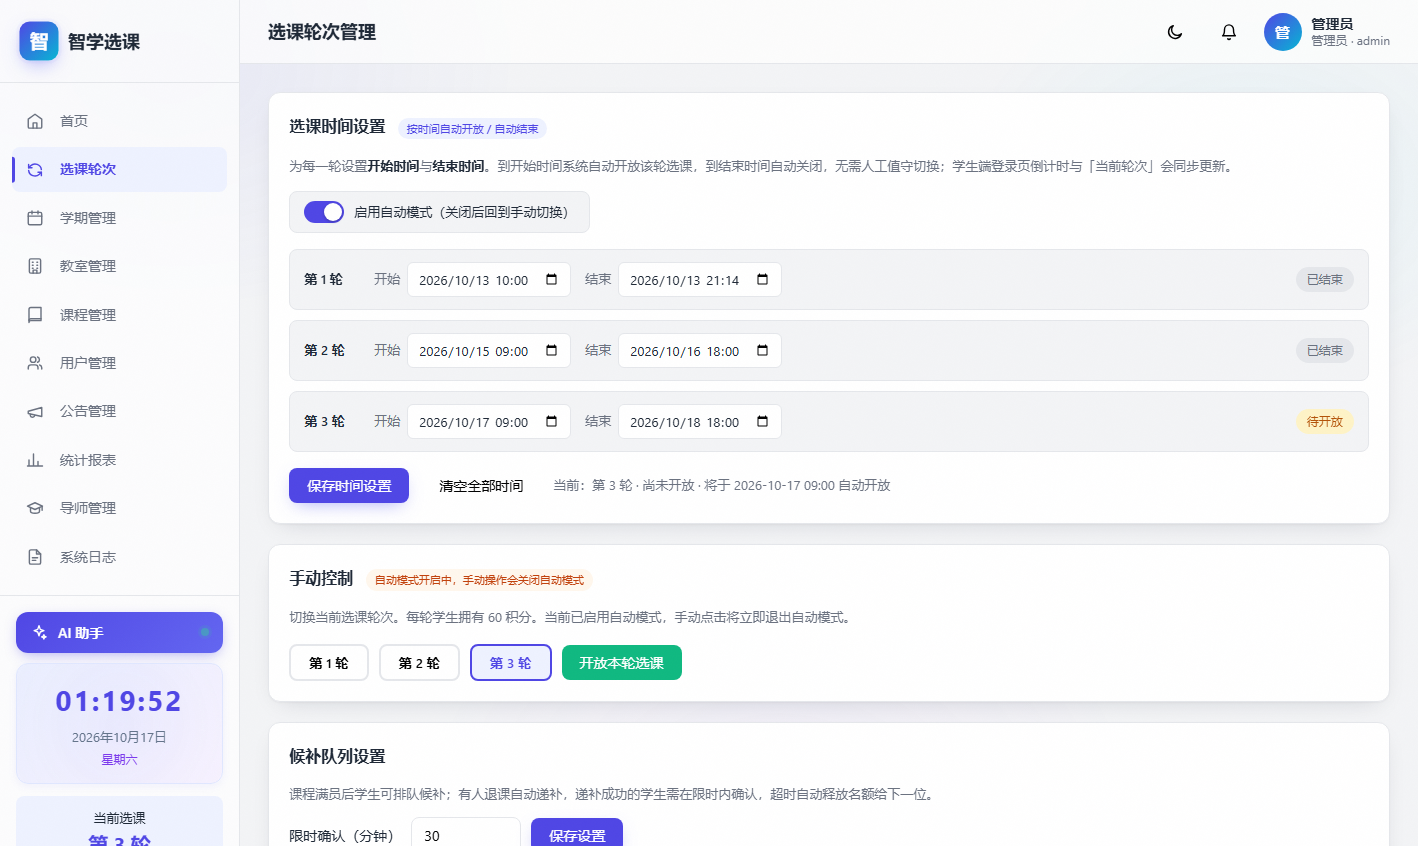 智 智学选课
选课轮次管理
管 管理员
管理员 · admin
首页
选课轮次
学期管理
教室管理
课程管理
用户管理
公告管理
统计报表
导师管理
系统日志
AI 助手
01:19:52
2026年10月17日
星期六
当前选课
第 3 轮
选课时间设置 按时间自动开放 / 自动结束
为每一轮设置开始时间与结束时间。到开始时间系统自动开放该轮选课，到结束时间自动关闭，无需人工值守切换；学生端登录页倒计时与「当前轮次」会同步更新。
启用自动模式（关闭后回到手动切换）
第 1 轮 开始 2026/10/13 10:00 结束 2026/10/13 21:14 已结束
第 2 轮 开始 2026/10/15 09:00 结束 2026/10/16 18:00 已结束
第 3 轮 开始 2026/10/17 09:00 结束 2026/10/18 18:00 待开放
保存时间设置 清空全部时间 当前：第 3 轮 · 尚未开放 · 将于 2026-10-17 09:00 自动开放
手动控制 自动模式开启中，手动操作会关闭自动模式
切换当前选课轮次。每轮学生拥有 60 积分。当前已启用自动模式，手动点击将立即退出自动模式。
第 1 轮 第 2 轮 第 3 轮 开放本轮选课
候补队列设置
课程满员后学生可排队候补；有人退课自动递补，递补成功的学生需在限时内确认，超时自动释放名额给下一位。
限时确认（分钟） 30 保存设置